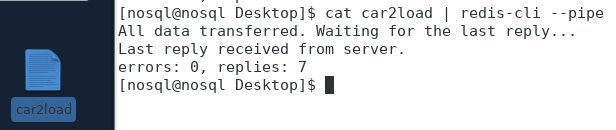 [nosql@nosql Desktop]$ cat car2load | redis-cli --pipe
All data transferred. Waiting for the last reply...
Last reply received from server.
errors: 0, replies: 7
[nosql@nosql Desktop]$
car2load